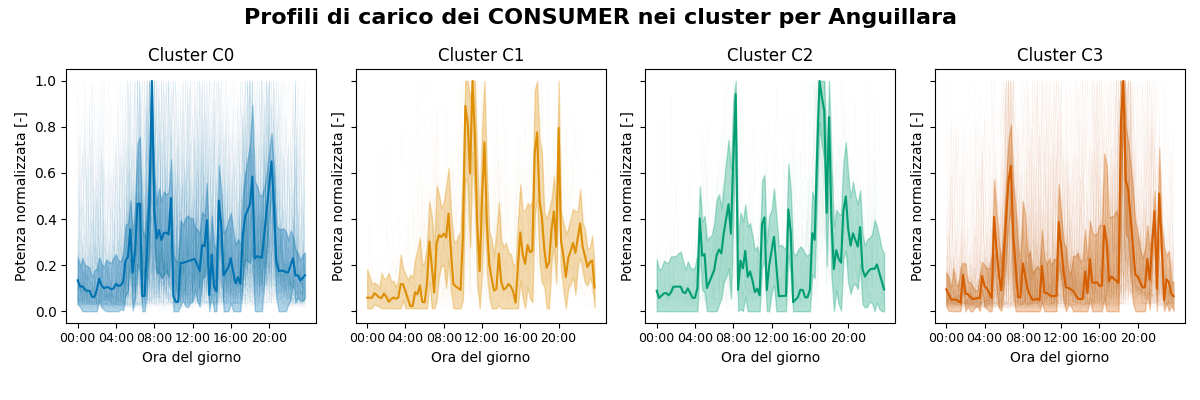 Profili di carico dei CONSUMER nei cluster per Anguillara
Cluster C0
Cluster C1
Cluster C2
Cluster C3
Potenza normalizzata [-]
1.0
0.8
0.6
0.4
0.2
0.0
00:00 04:00 08:00 12:00 16:00 20:00
Ora del giorno
Potenza normalizzata [-]
00:00 04:00 08:00 12:00 16:00 20:00
Ora del giorno
Potenza normalizzata [-]
00:00 04:00 08:00 12:00 16:00 20:00
Ora del giorno
Potenza normalizzata [-]
00:00 04:00 08:00 12:00 16:00 20:00
Ora del giorno